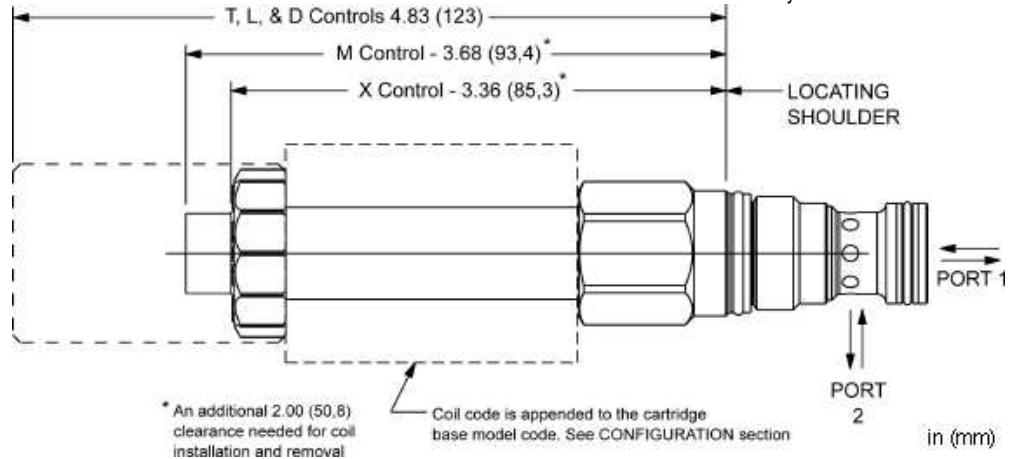 T, L, & D Controls 4.83 (123)
M Control - 3.68 (93,4)*
X Control - 3.36 (85,3)*
LOCATING
SHOULDER
PORT 1
PORT
2
* An additional 2.00 (50,8)
clearance needed for coil
installation and removal
Coil code is appended to the cartridge
base model code. See CONFIGURATION section
in (mm)